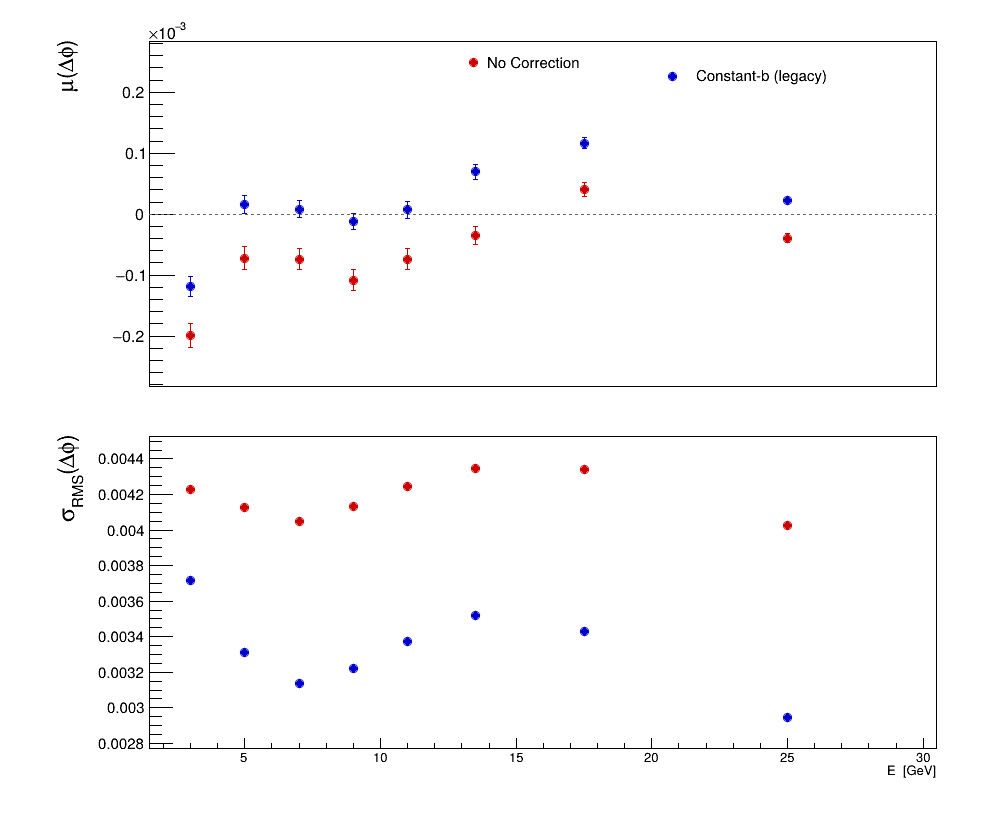 ×10⁻³
μ(Δϕ)
No Correction
Constant-b (legacy)
0.2
0.1
0
−0.1
−0.2
σRMS(Δϕ)
0.0044
0.0042
0.004
0.0038
0.0036
0.0034
0.0032
0.003
0.0028
5 10 15 20 25 30
E [GeV]